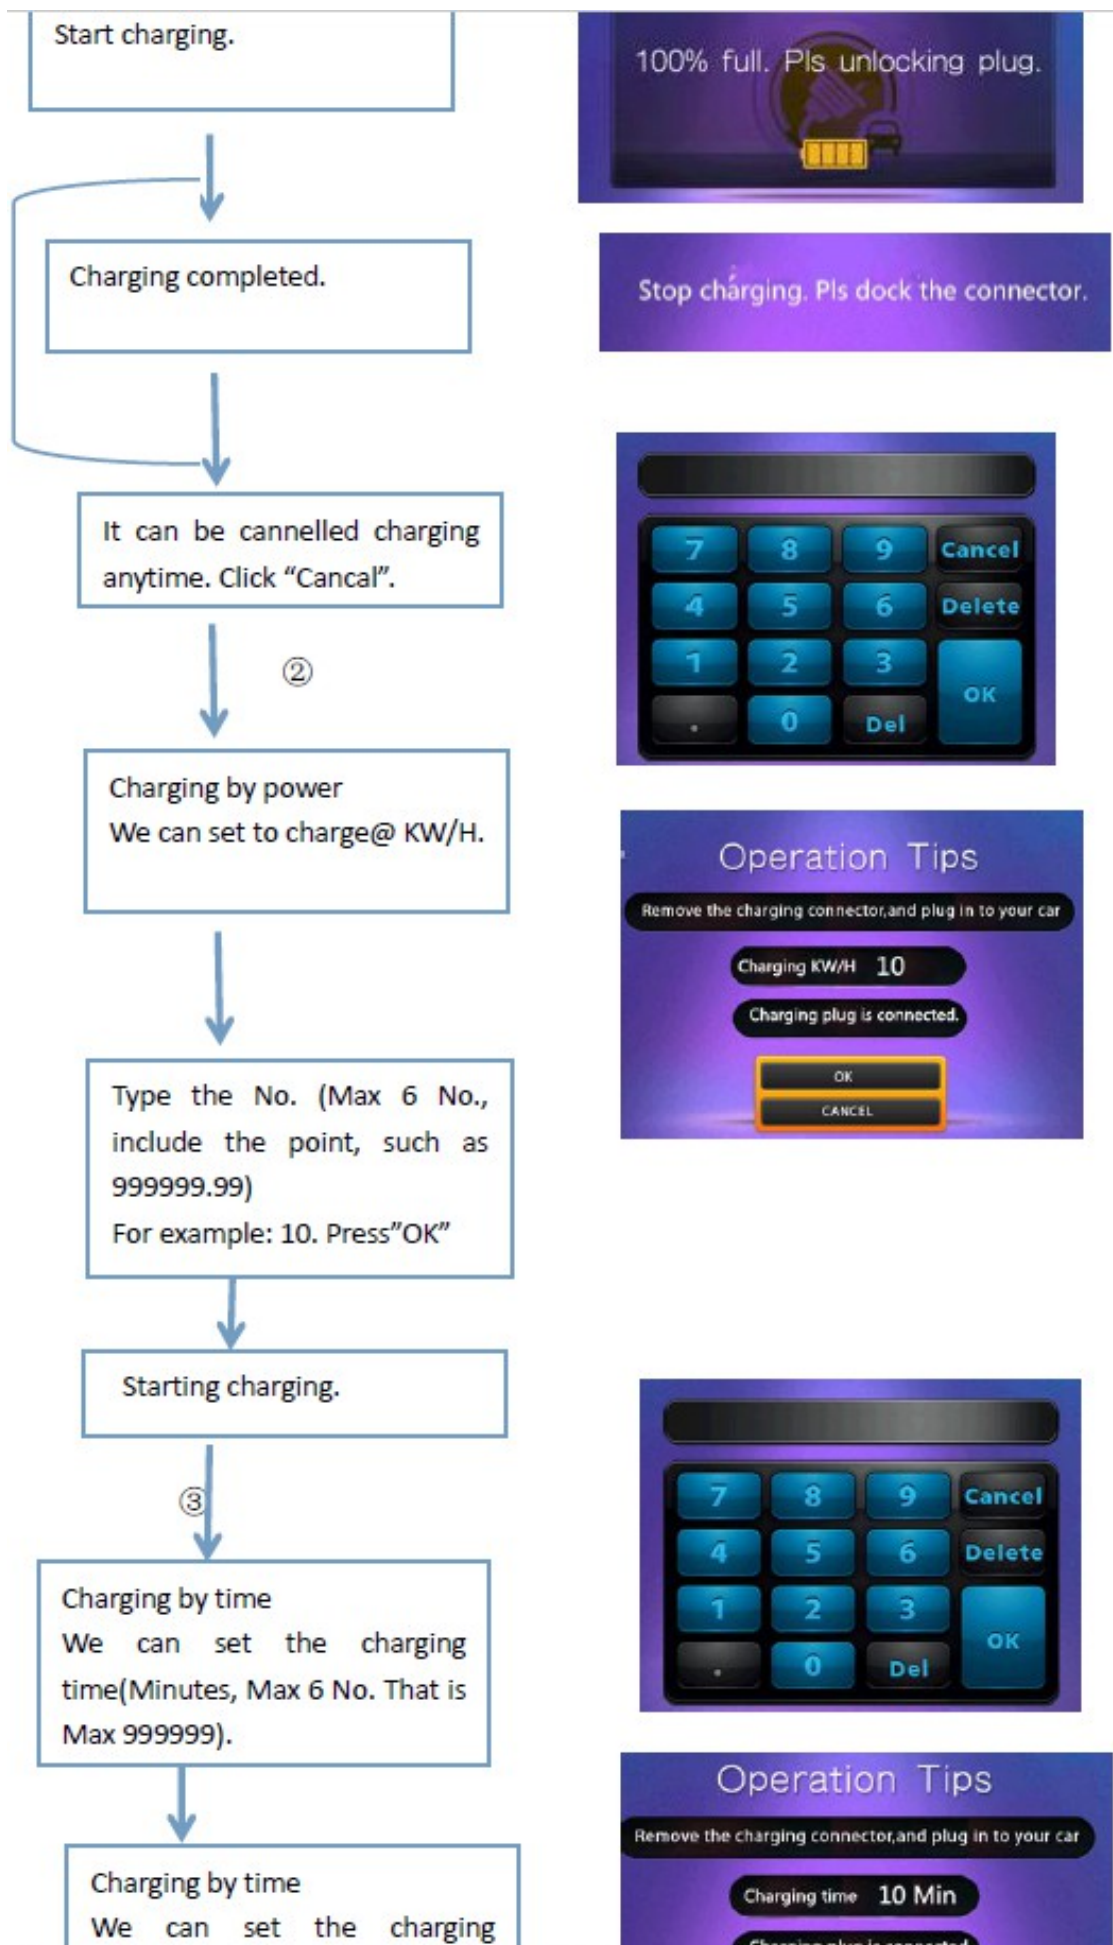 Start charging.
100% full. Pls unlocking plug.
Charging completed.
Stop charging. Pls dock the connector.
It can be cannelled charging
anytime. Click “Cancal”.
7 8 9 Cancel
4 5 6 Delete
1 2 3
OK
. 0 Del
②
Charging by power
We can set to charge@ KW/H.
Operation Tips
Remove the charging connector,and plug in to your car
Charging KW/H 10
Charging plug is connected.
OK
CANCEL
Type the No. (Max 6 No.,
include the point, such as
999999.99)
For example: 10. Press”OK”
Starting charging.
7 8 9 Cancel
4 5 6 Delete
1 2 3
OK
. 0 Del
③
Charging by time
We can set the charging
time(Minutes, Max 6 No. That is
Max 999999).
Operation Tips
Remove the charging connector,and plug in to your car
Charging time 10 Min
Charging plug is connected
Charging by time
We can set the charging